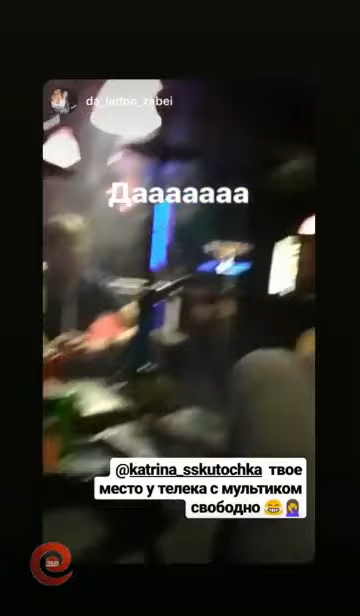 da_ladno_zabei
Дааааааа
@katrina_sskutochka твое
место у телека с мультиком
свободно 😂🤦‍♀️